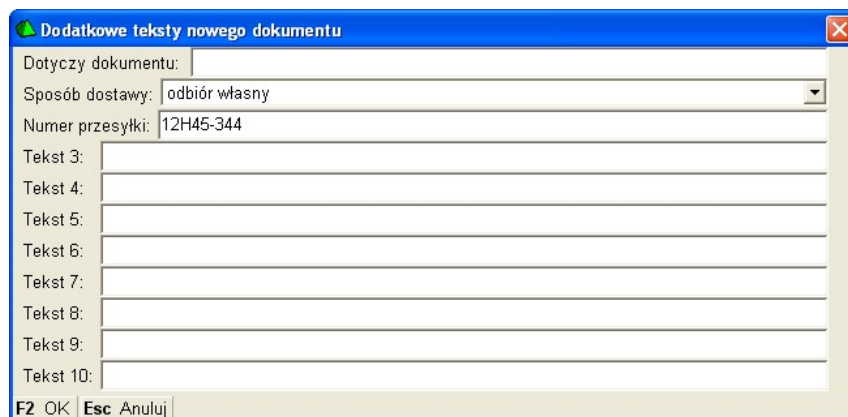 Dodatkowe teksty nowego dokumentu
Dotyczy dokumentu:
Sposób dostawy: odbiór własny
Numer przesyłki: 12H45-344
Tekst 3:
Tekst 4:
Tekst 5:
Tekst 6:
Tekst 7:
Tekst 8:
Tekst 9:
Tekst 10:
F2 OK Esc Anuluj